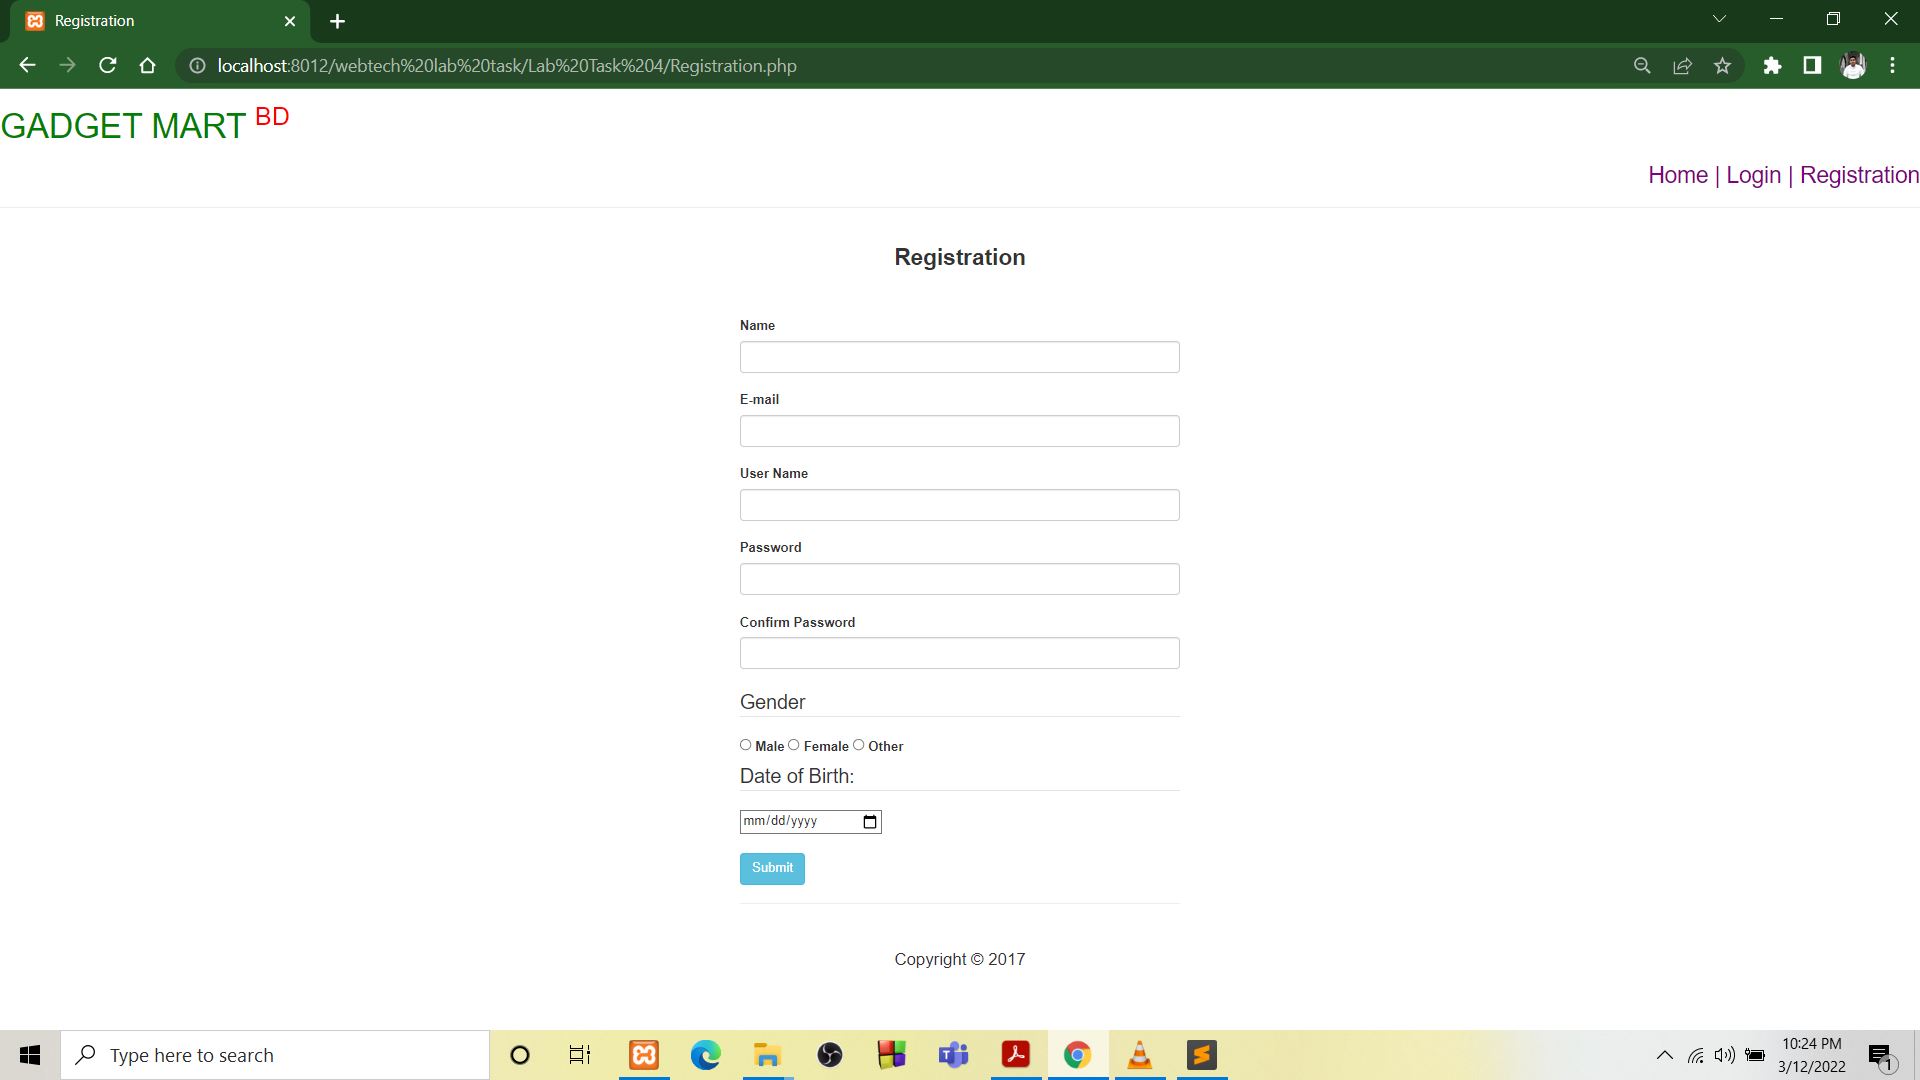 Registration
localhost:8012/webtech%20lab%20task/Lab%20Task%204/Registration.php
GADGET MART BD
Home | Login | Registration
Registration
Name
E-mail
User Name
Password
Confirm Password
Gender
Male Female Other
Date of Birth:
mm/dd/yyyy
Submit
Copyright © 2017
Type here to search
10:24 PM
3/12/2022
1